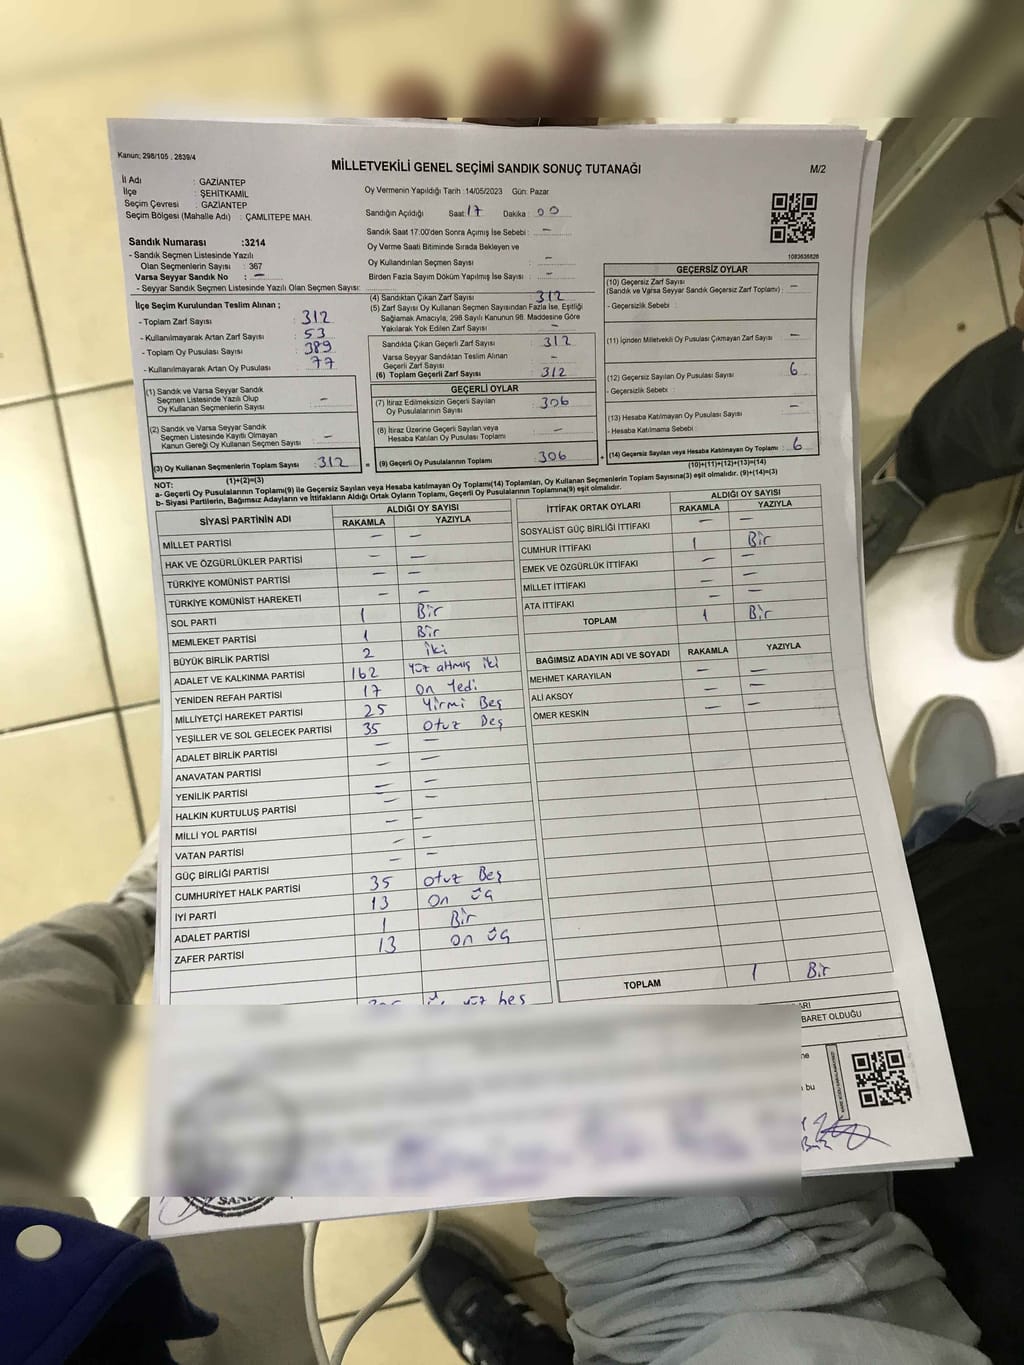 Kanun: 298/105 , 2839/4
MİLLETVEKİLİ GENEL SEÇİMİ SANDIK SONUÇ TUTANAĞI
M/2
İl Adı : GAZİANTEP
İlçe : ŞEHİTKAMİL
Seçim Çevresi : GAZİANTEP
Seçim Bölgesi (Mahalle Adı) : ÇAMLITEPE MAH.
Oy Vermenin Yapıldığı Tarih :14/05/2023 Gün: Pazar
Sandığın Açıldığı Saat: 17 Dakika : 00
Sandık Saat 17.00'den Sonra Açımış İse Sebebi : –
Oy Verme Saati Bitiminde Sırada Bekleyen ve
Oy Kullandırılan Seçmen Sayısı : –
Birden Fazla Sayım Döküm Yapılmış İse Sayısı : –
1083636828
Sandık Numarası :3214
- Sandık Seçmen Listesinde Yazılı
Olan Seçmenlerin Sayısı : 367
Varsa Seyyar Sandık No : –
- Seyyar Sandık Seçmen Listesinde Yazılı Olan Seçmen Sayısı:
İlçe Seçim Kurulundan Teslim Alınan ;
- Toplam Zarf Sayısı : 312
- Kullanılmayarak Artan Zarf Sayısı : 53
- Toplam Oy Pusulası Sayısı : 389
- Kullanılmayarak Artan Oy Pusulası : 77
(1) Sandık ve Varsa Seyyar Sandık
Seçmen Listesinde Yazılı Olup
Oy Kullanan Seçmenlerin Sayısı : –
(2) Sandık ve Varsa Seyyar Sandık
Seçmen Listesinde Kayıtlı Olmayan
Kanun Gereği Oy Kullanan Seçmen Sayısı : –
(3) Oy Kullanan Seçmenlerin Toplam Sayısı : 312
(1)+(2)=(3)
(4) Sandıktan Çıkan Zarf Sayısı : 312
(5) Zarf Sayısı Oy Kullanan Seçmen Sayısından Fazla İse, Eşitliği
Sağlamak Amacıyla, 298 Sayılı Kanunun 98. Maddesine Göre
Yakılarak Yok Edilen Zarf Sayısı : –
Sandıkta Çıkan Geçerli Zarf Sayısı : 312
Varsa Seyyar Sandıktan Teslim Alınan
Geçerli Zarf Sayısı : –
(6) Toplam Geçerli Zarf Sayısı : 312
GEÇERLİ OYLAR
(7) İtiraz Edilmeksizin Geçerli Sayılan
Oy Pusulalarının Sayısı : 306
(8) İtiraz Üzerine Geçerli Sayılan veya
Hesaba Katılan Oy Pusulası Toplamı : –
= (9) Geçerli Oy Pusulalarının Toplamı : 306
GEÇERSİZ OYLAR
(10) Geçersiz Zarf Sayısı
(Sandık ve Varsa Seyyar Sandık Geçersiz Zarf Toplamı) : –
- Geçersizlik Sebebi :
(11) İçinden Milletvekili Oy Pusulası Çıkmayan Zarf Sayısı : –
(12) Geçersiz Sayılan Oy Pusulası Sayısı : 6
- Geçersizlik Sebebi :
(13) Hesaba Katılmayan Oy Pusulası Sayısı : –
- Hesaba Katılmama Sebebi :
+ (14) Geçersiz Sayılan veya Hesaba Katılmayan Oy Toplamı : 6
(10)+(11)+(12)+(13)=(14)
NOT:
a- Geçerli Oy Pusulalarının Toplamı(9) ile Geçersiz Sayılan veya Hesaba Katılmayan Oy Toplamı(14) Toplamları, Oy Kullanan Seçmenlerin Toplam Sayısına(3) eşit olmalıdır. (9)+(14)=(3)
b- Siyasi Partilerin, Bağımsız Adayların ve İttifakların Aldığı Ortak Oyların Toplamı, Geçerli Oy Pusulalarının Toplamına(9) eşit olmalıdır.
SİYASİ PARTİNİN ADI ALDIĞI OY SAYISI
RAKAMLA YAZIYLA
MİLLET PARTİSİ – –
HAK VE ÖZGÜRLÜKLER PARTİSİ – –
TÜRKİYE KOMÜNİST PARTİSİ – –
TÜRKİYE KOMÜNİST HAREKETİ – –
SOL PARTİ 1 Bir
MEMLEKET PARTİSİ 1 Bir
BÜYÜK BİRLİK PARTİSİ 2 iki
ADALET VE KALKINMA PARTİSİ 162 Yüz altmış iki
YENİDEN REFAH PARTİSİ 17 On Yedi
MİLLİYETÇİ HAREKET PARTİSİ 25 Yirmi Beş
YEŞİLLER VE SOL GELECEK PARTİSİ 35 otuz Beş
ADALET BİRLİK PARTİSİ – –
ANAVATAN PARTİSİ – –
YENİLİK PARTİSİ – –
HALKIN KURTULUŞ PARTİSİ – –
MİLLİ YOL PARTİSİ – –
VATAN PARTİSİ – –
GÜÇ BİRLİĞİ PARTİSİ – –
CUMHURİYET HALK PARTİSİ 35 otuz Beş
İYİ PARTİ 13 On üç
ADALET PARTİSİ 1 Bir
ZAFER PARTİSİ 13 on üç
üç yüz beş
İTTİFAK ORTAK OYLARI ALDIĞI OY SAYISI
RAKAMLA YAZIYLA
SOSYALİST GÜÇ BİRLİĞİ İTTİFAKI – –
CUMHUR İTTİFAKI 1 Bir
EMEK VE ÖZGÜRLÜK İTTİFAKI – –
MİLLET İTTİFAKI – –
ATA İTTİFAKI – –
TOPLAM 1 Bir
BAĞIMSIZ ADAYIN ADI VE SOYADI RAKAMLA YAZIYLA
MEHMET KARAYILAN – –
ALİ AKSOY – –
ÖMER KESKİN – –
TOPLAM 1 Bir
BARET OLDUĞU
bu